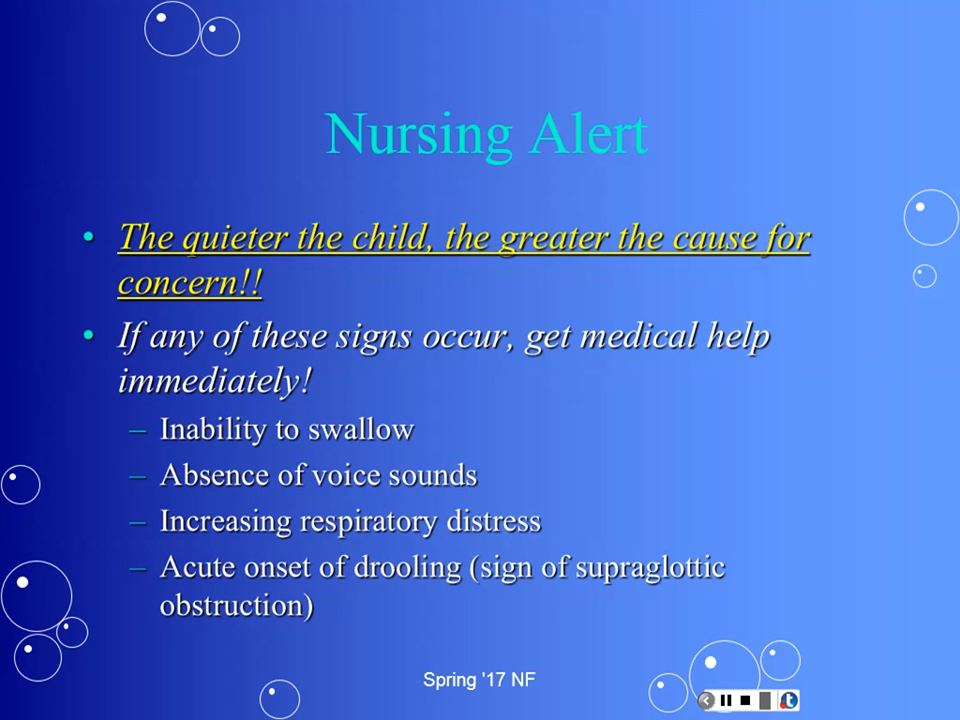 Nursing Alert
• The quieter the child, the greater the cause for
concern!!
• If any of these signs occur, get medical help
immediately!
– Inability to swallow
– Absence of voice sounds
– Increasing respiratory distress
– Acute onset of drooling (sign of supraglottic
obstruction)
Spring '17 NF
t